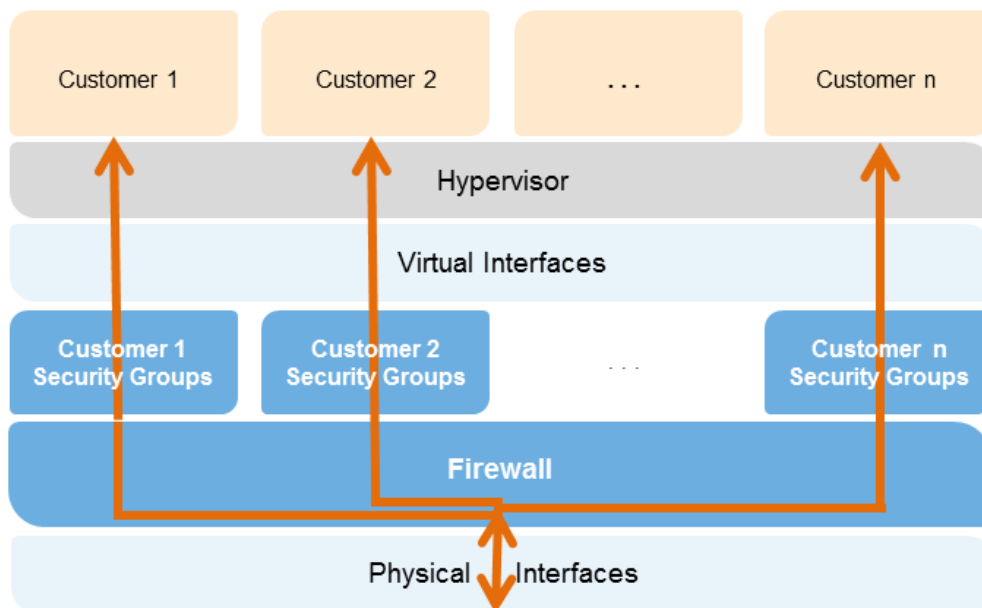 Customer 1
Customer 2
...
Customer n
Hypervisor
Virtual Interfaces
Customer 1
Security Groups
Customer 2
Security Groups
...
Customer n
Security Groups
Firewall
Physical Interfaces